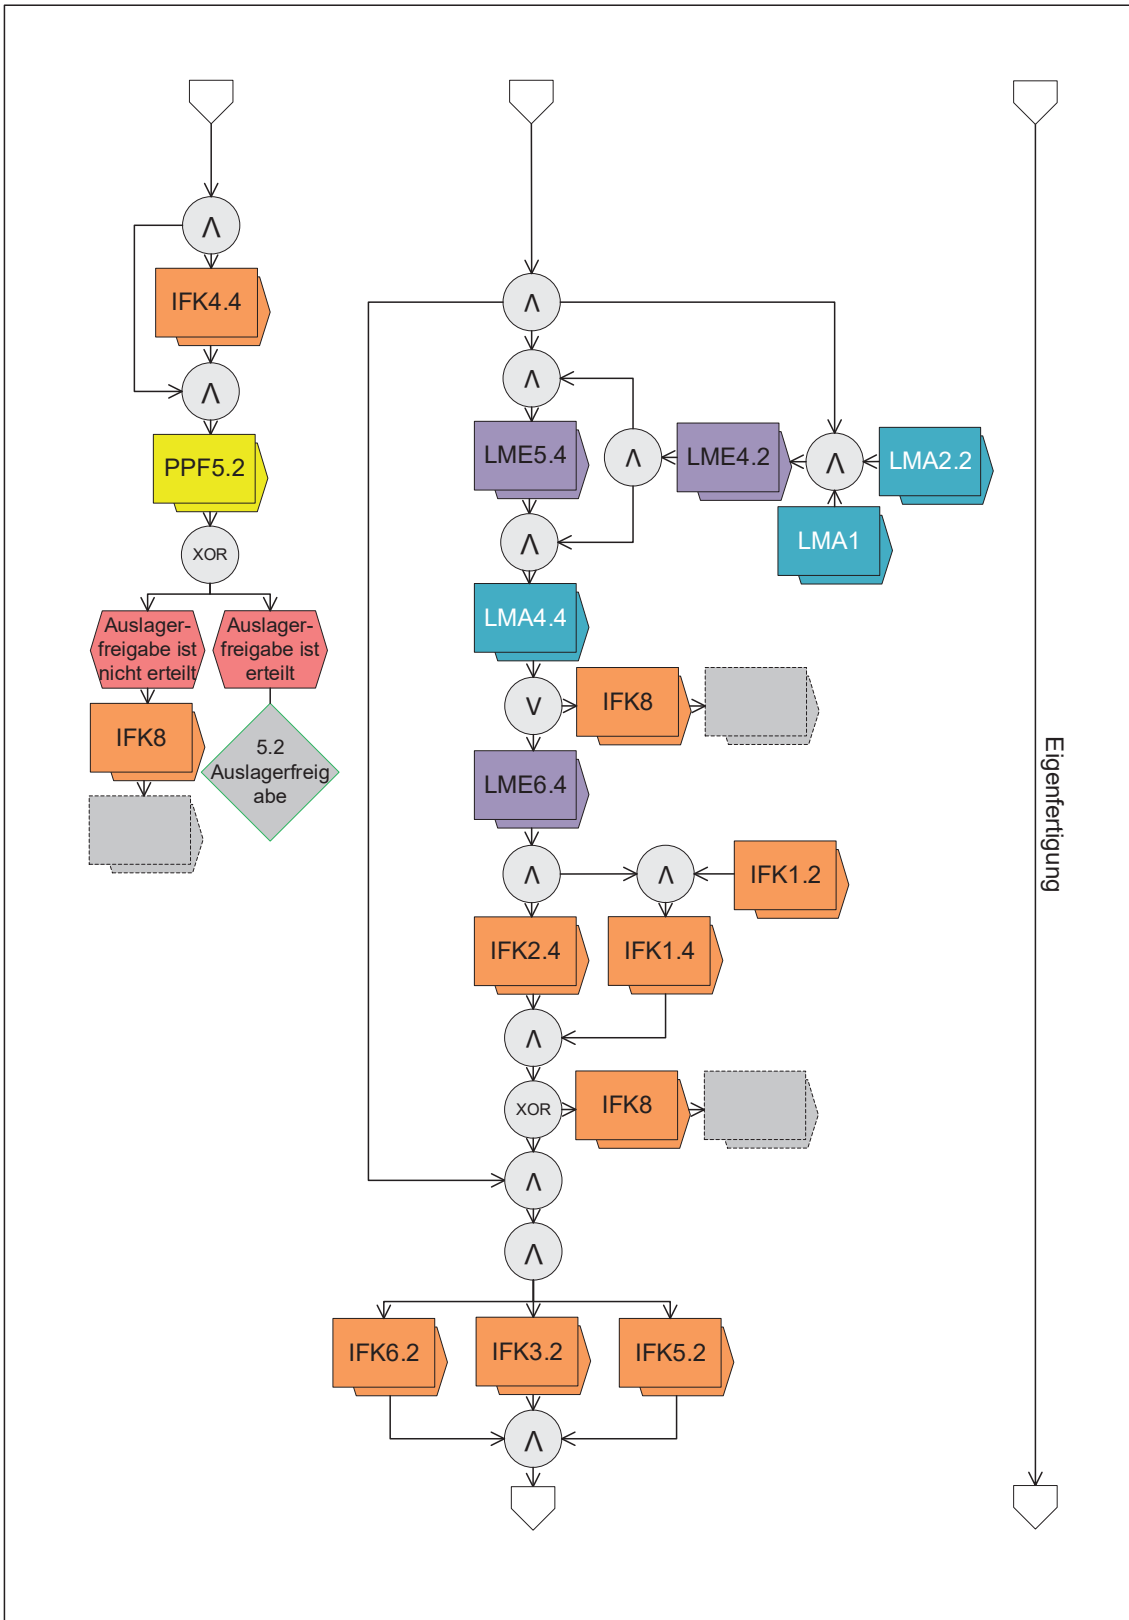 Λ
IFK4.4
Λ
PPF5.2
XOR
Auslager-
freigabe ist
nicht erteilt
Auslager-
freigabe ist
erteilt
IFK8
5.2
Auslagerfreig
abe
Λ
Λ
LME5.4
Λ
LME4.2
Λ
LMA2.2
LMA1
Λ
LMA4.4
V
IFK8
LME6.4
Λ
Λ
IFK1.2
IFK2.4
IFK1.4
Λ
XOR
IFK8
Λ
Λ
IFK6.2
IFK3.2
IFK5.2
Λ
Eigenfertigung